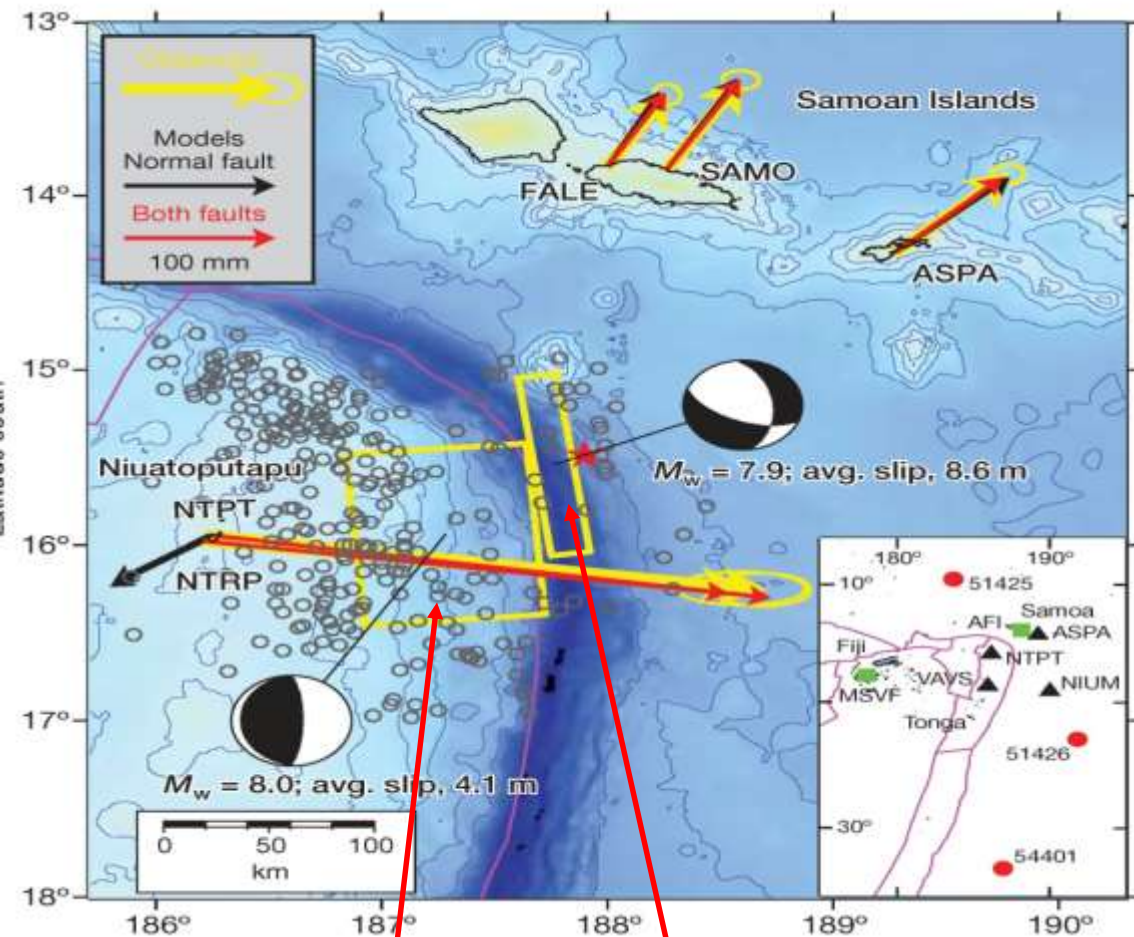 13°
14°
15°
16°
17°
18°
Observed
Models
Normal fault
Both faults
100 mm
Samoan Islands
FALE
SAMO
ASPA
Niuatoputapu
NTPT
NTRP
Mw = 7.9; avg. slip, 8.6 m
Mw = 8.0; avg. slip, 4.1 m
0 50 100
km
180° 190°
10°
51425
AFI Samoa
ASPA
Fiji
NTPT
VAVS
MSVF
NIUM
Tonga
51426
30°
54401
186° 187° 188° 189° 190°